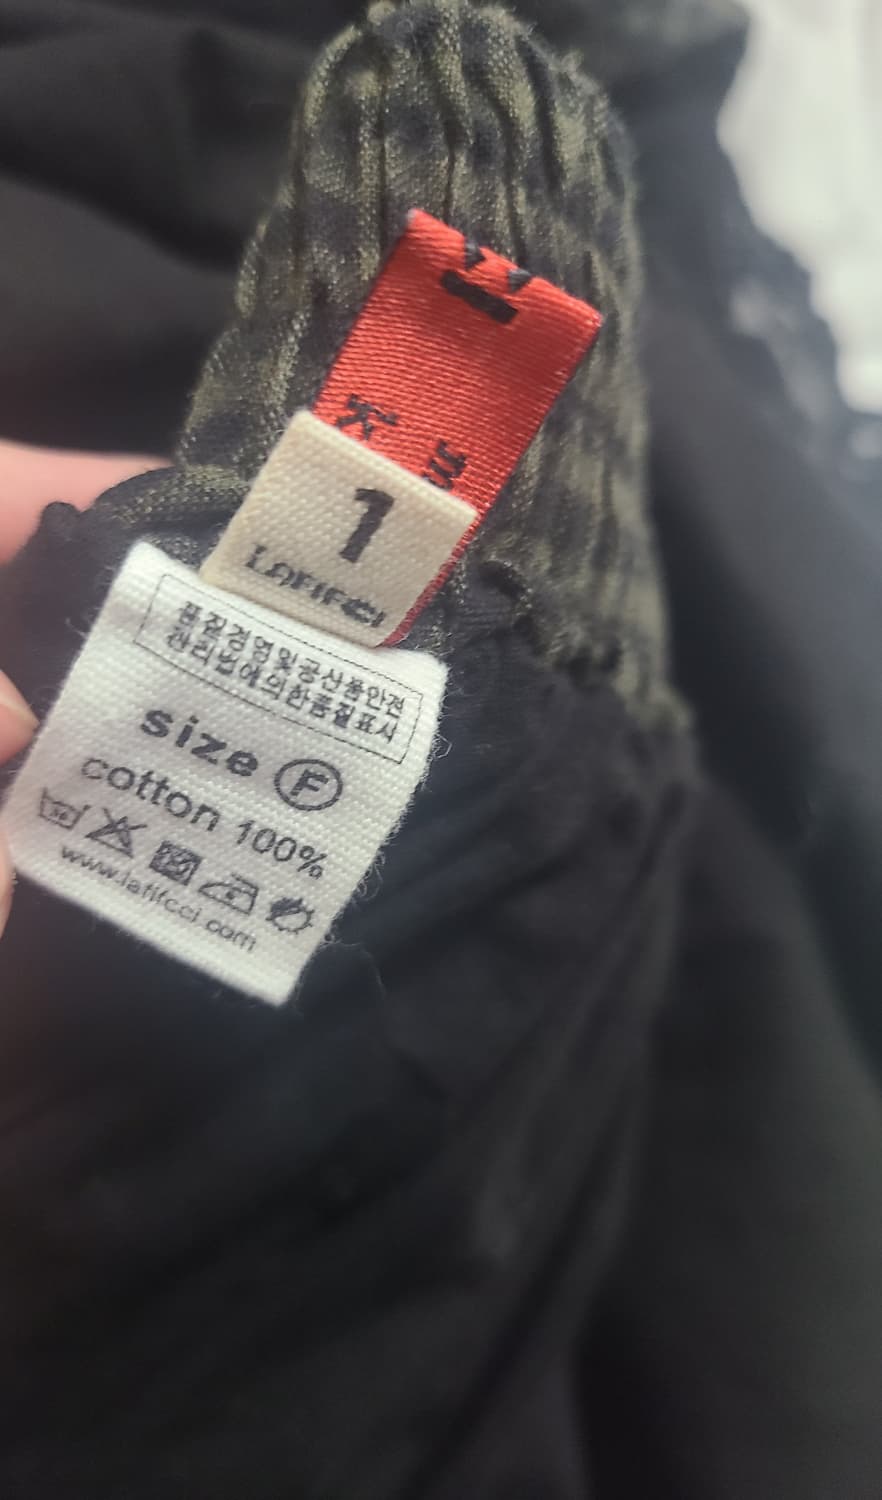 k
m
1
Lafifcci
품질경영및공산품안전
관리법에의한품질표시
size F
cotton 100%
www.lafifcci.com